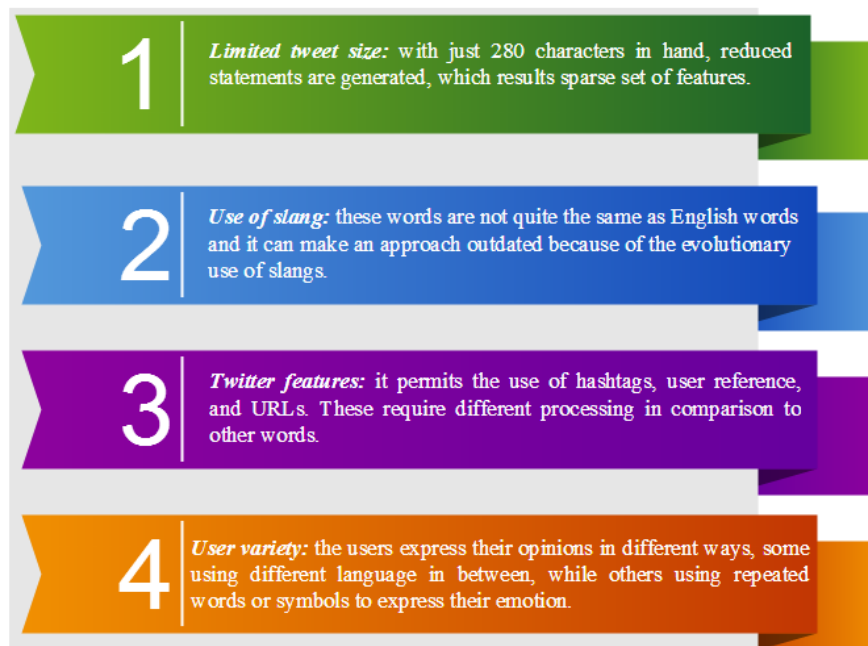 1
Limited tweet size: with just 280 characters in hand, reduced
statements are generated, which results sparse set of features.
2
Use of slang: these words are not quite the same as English words
and it can make an approach outdated because of the evolutionary
use of slangs.
3
Twitter features: it permits the use of hashtags, user reference,
and URLs. These require different processing in comparison to
other words.
4
User variety: the users express their opinions in different ways, some
using different language in between, while others using repeated
words or symbols to express their emotion.